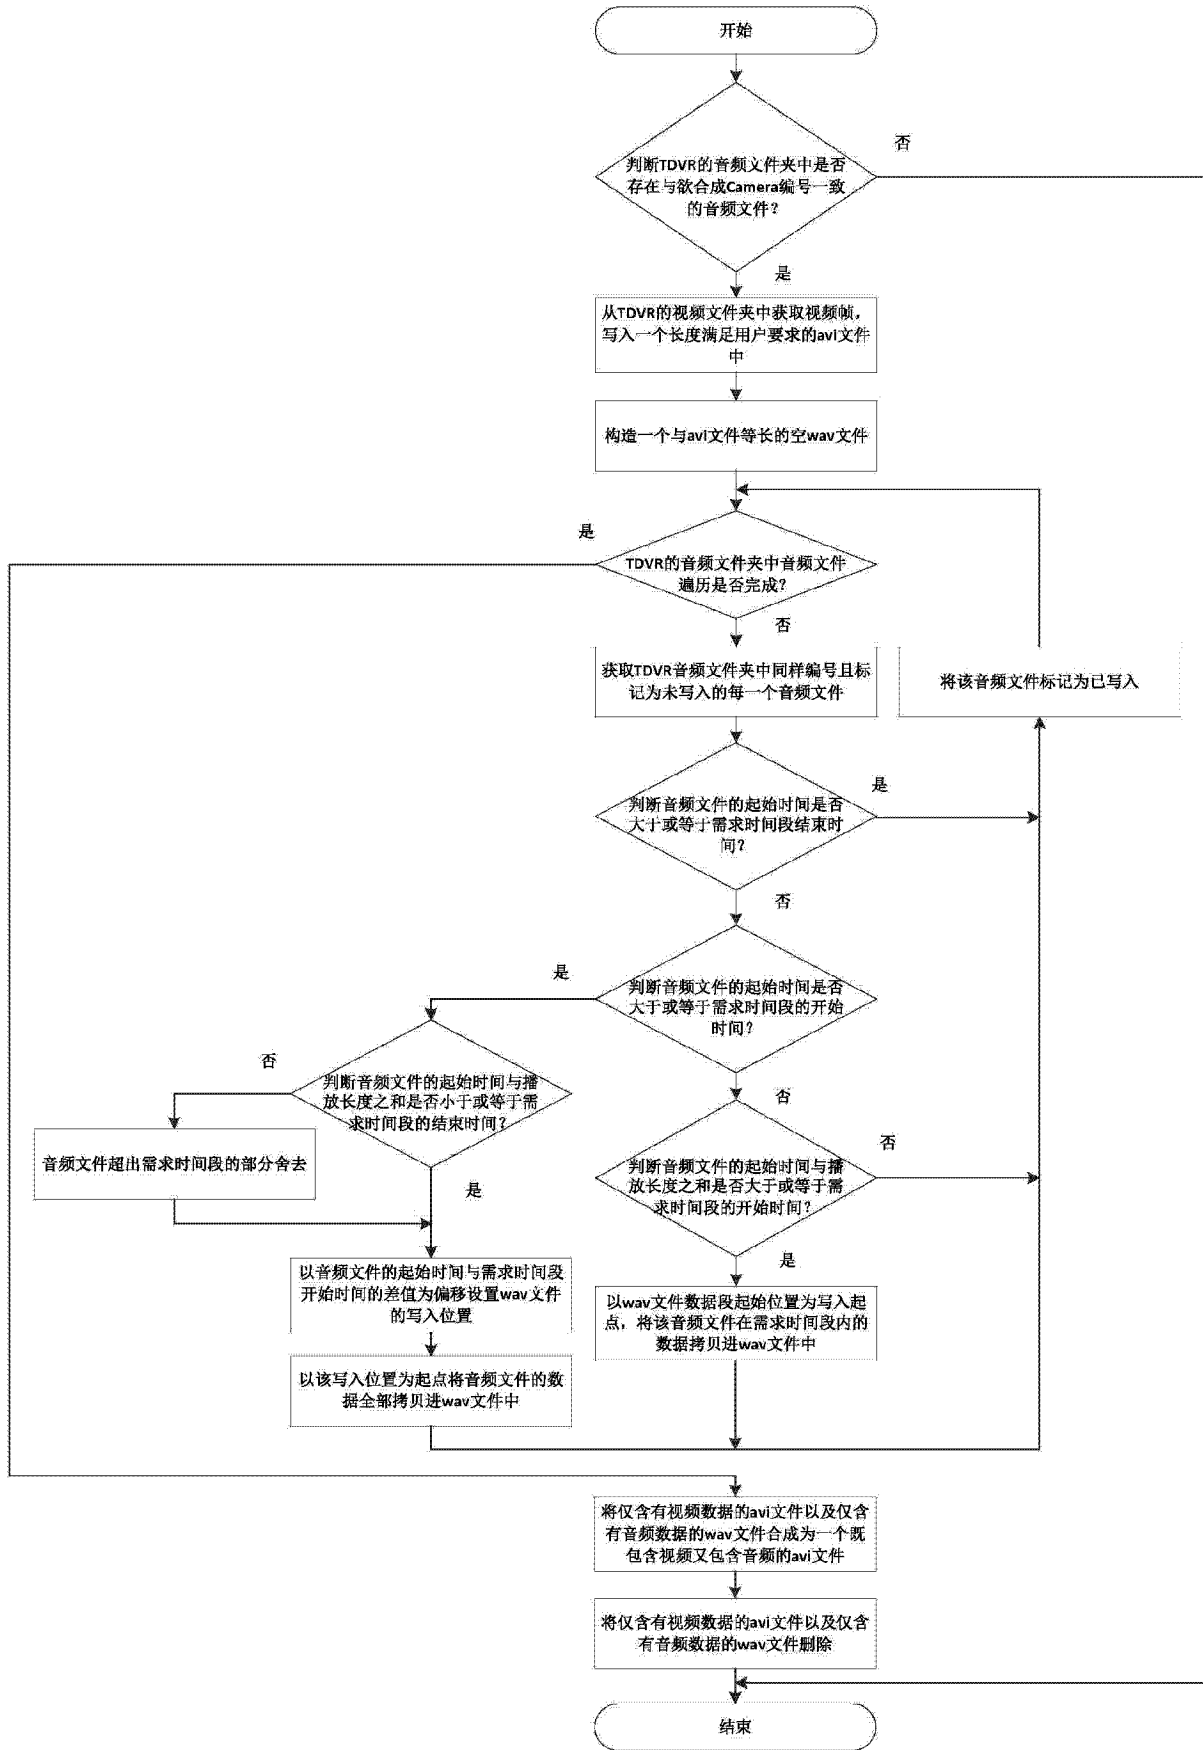 开始
否
判断TDVR的音频文件夹中是否
存在与欲合成Camera编号一致
的音频文件?
是
从TDVR的视频文件夹中获取视频帧，
写入一个长度满足用户要求的avi文件
中
构造一个与avi文件等长的空wav文件
是
TDVR的音频文件夹中音频文件
遍历是否完成?
否
获取TDVR音频文件夹中同样编号且标
记为未写入的每一个音频文件
将该音频文件标记为已写入
是
判断音频文件的起始时间是否
大于或等于需求时间段结束时
间?
否
是
判断音频文件的起始时间是否
大于或等于需求时间段的开始
时间?
否
判断音频文件的起始时间与播
放长度之和是否小于或等于需
求时间段的结束时间?
否
否
音频文件超出需求时间段的部分舍去
判断音频文件的起始时间与播
放长度之和是否大于或等于需
求时间段的开始时间?
是
是
以音频文件的起始时间与需求时间段
开始时间的差值为偏移设置wav文件
的写入位置
以wav文件数据段起始位置为写入起
点，将该音频文件在需求时间段内的
数据拷贝进wav文件中
以该写入位置为起点将音频文件的数
据全部拷贝进wav文件中
将仅含有视频数据的avi文件以及仅含
有音频数据的wav文件合成为一个既
包含视频又包含音频的avi文件
将仅含有视频数据的avi文件以及仅含
有音频数据的wav文件删除
结束